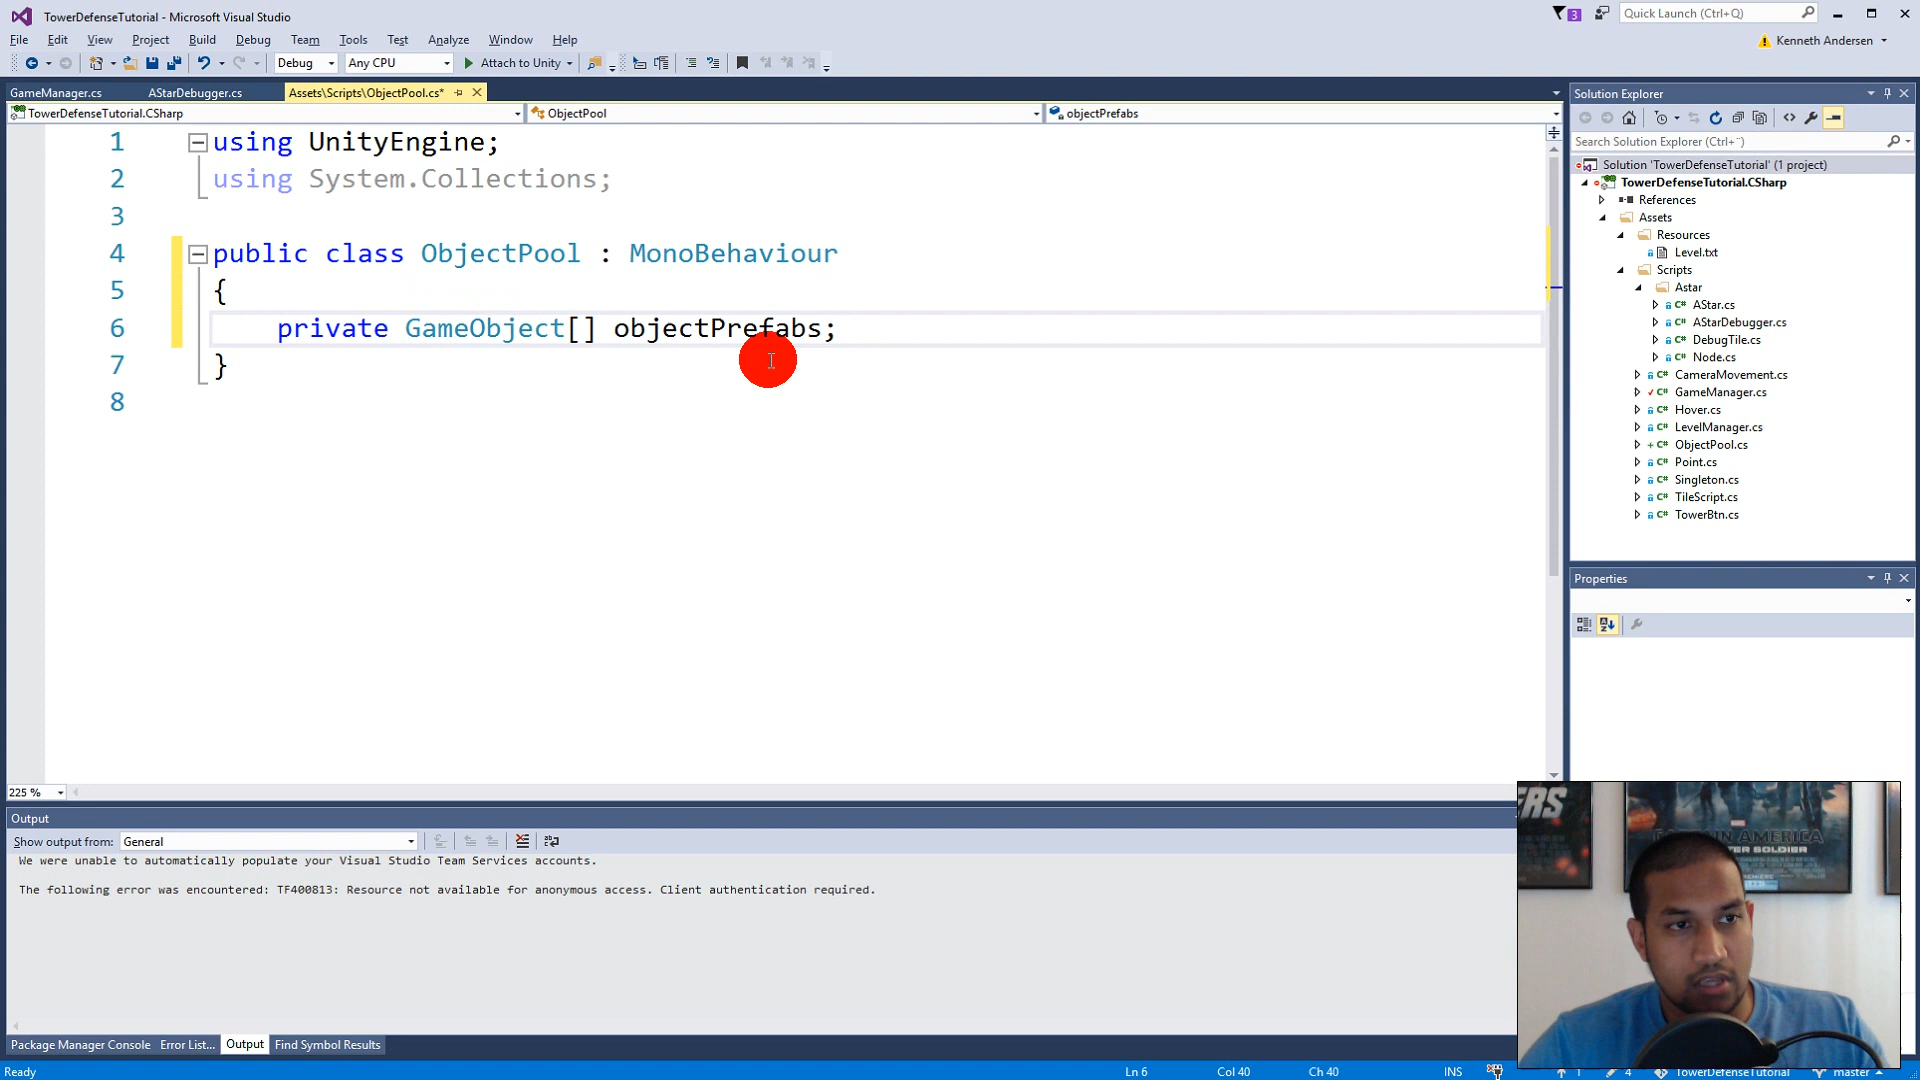 TowerDefenseTutorial - Microsoft Visual Studio
3
Quick Launch (Ctrl+Q)
File Edit View Project Build Debug Team Tools Test Analyze Window Help
Kenneth Andersen
Debug Any CPU Attach to Unity
GameManager.cs AStarDebugger.cs Assets\Scripts\ObjectPool.cs*
TowerDefenseTutorial.CSharp ObjectPool objectPrefabs
1 using UnityEngine;
2 using System.Collections;
3
4 public class ObjectPool : MonoBehaviour
5 {
6 private GameObject[] objectPrefabs;
7 }
8
225 %
Solution Explorer
Search Solution Explorer (Ctrl+¨)
Solution 'TowerDefenseTutorial' (1 project)
TowerDefenseTutorial.CSharp
References
Assets
Resources
Level.txt
Scripts
Astar
AStar.cs
AStarDebugger.cs
DebugTile.cs
Node.cs
CameraMovement.cs
GameManager.cs
Hover.cs
LevelManager.cs
ObjectPool.cs
Point.cs
Singleton.cs
TileScript.cs
TowerBtn.cs
Properties
Output
Show output from: General
We were unable to automatically populate your Visual Studio Team Services accounts.
The following error was encountered: TF400813: Resource not available for anonymous access. Client authentication required.
Package Manager Console Error List... Output Find Symbol Results
Ready Ln 6 Col 40 Ch 40 INS 1 4 TowerDefenseTutorial master